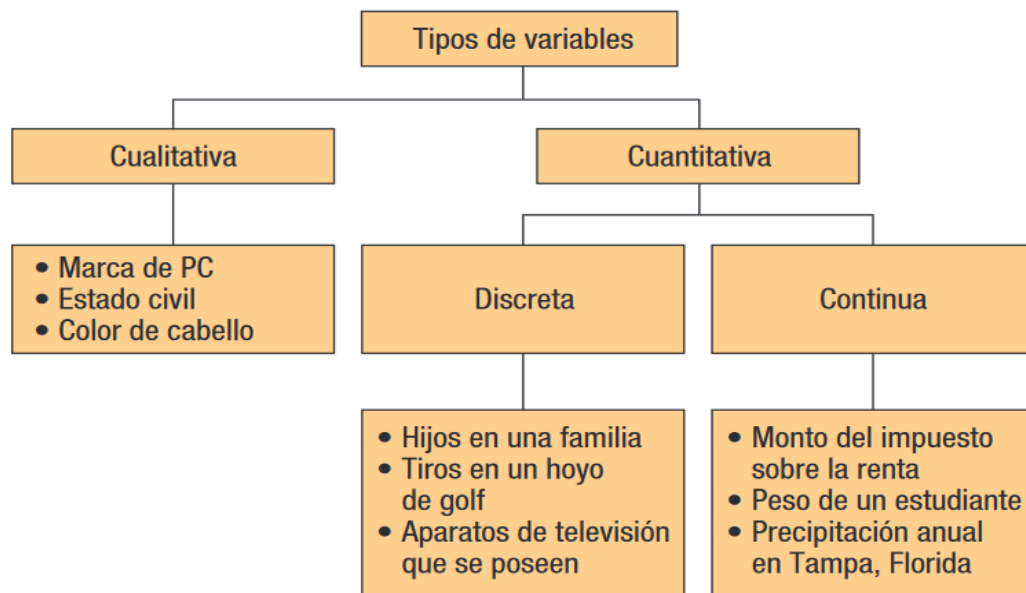 Tipos de variables
Cualitativa
Cuantitativa
• Marca de PC
• Estado civil
• Color de cabello
Discreta
Continua
• Hijos en una familia
• Tiros en un hoyo
de golf
• Aparatos de televisión
que se poseen
• Monto del impuesto
sobre la renta
• Peso de un estudiante
• Precipitación anual
en Tampa, Florida